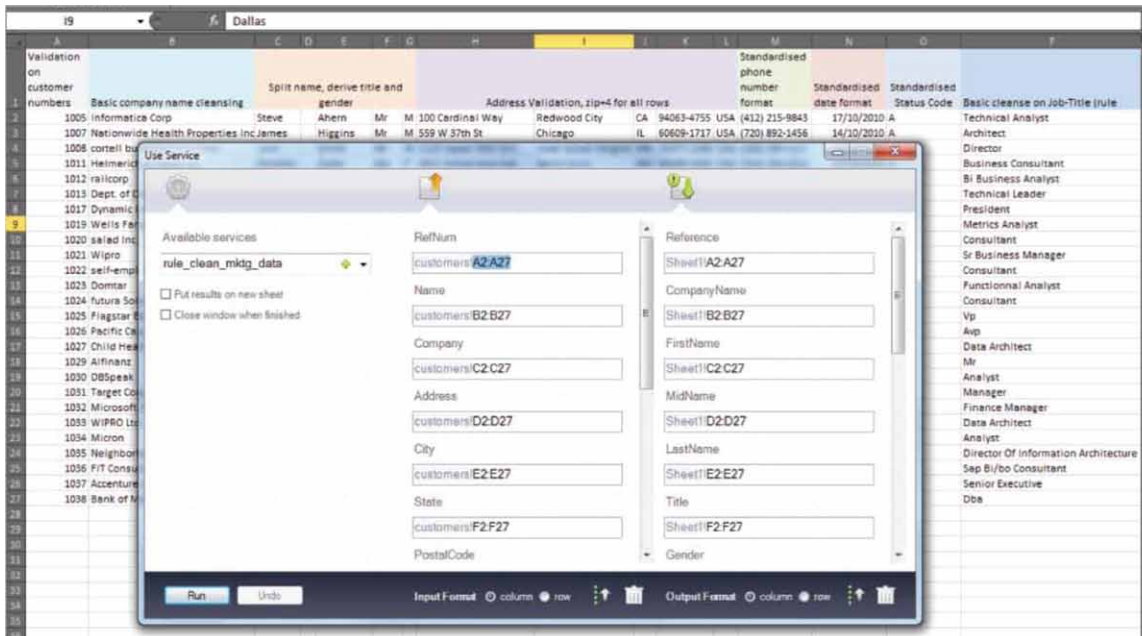 I9 Dallas
A B C D E F G H I J K L M N O P
Validation on customer numbers
Basic company name cleansing
Split name, derive title and gender
Address Validation, zip+4 for all rows
Standardised phone number format
Standardised date format
Standardised Status Code
Basic cleanse on Job-Title (rule
1005 Informatica Corp Steve Ahern Mr M 100 Cardinal Way Redwood City CA 94063-4755 USA (412) 215-9843 17/10/2010 A Technical Analyst
1007 Nationwide Health Properties Inc James Higgins Mr M 559 W 37th St Chicago IL 60609-1717 USA (720) 892-1456 14/10/2010 A Architect
1008 cortell bu Director
1011 Helmeric Business Consultant
1012 railcorp Bi Business Analyst
1013 Dept. of Technical Leader
1017 Dynamic President
1019 Wells Far Metrics Analyst
1020 salad Inc Consultant
1021 Wipro Sr Business Manager
1022 self-emp Consultant
1023 Domtar Functionnal Analyst
1024 futura So Consultant
1025 Flagstar Vp
1026 Pacific Avp
1027 Child Hea Data Architect
1029 Alfinanz Mr
1030 DBSpeak Analyst
1031 Target Co Manager
1032 Microsoft Finance Manager
1033 WIPRO Lt Data Architect
1034 Micron Analyst
1035 Neighbor Director Of Information Architecture
1036 FIT Consu Sap Bi/bo Consultant
1037 Accenture Senior Executive
1038 Bank of M Dba
Use Service
Available services
rule_clean_mktg_data
Put results on new sheet
Close window when finished
RefNum
customers!A2:A27
Name
customers!B2:B27
Company
customers!C2:C27
Address
customers!D2:D27
City
customers!E2:E27
State
customers!F2:F27
PostalCode
Reference
Sheet1!A2:A27
CompanyName
Sheet1!B2:B27
FirstName
Sheet1!C2:C27
MidName
Sheet1!D2:D27
LastName
Sheet1!E2:E27
Title
Sheet1!F2:F27
Gender
Run Undo Input Format column row Output Format column row